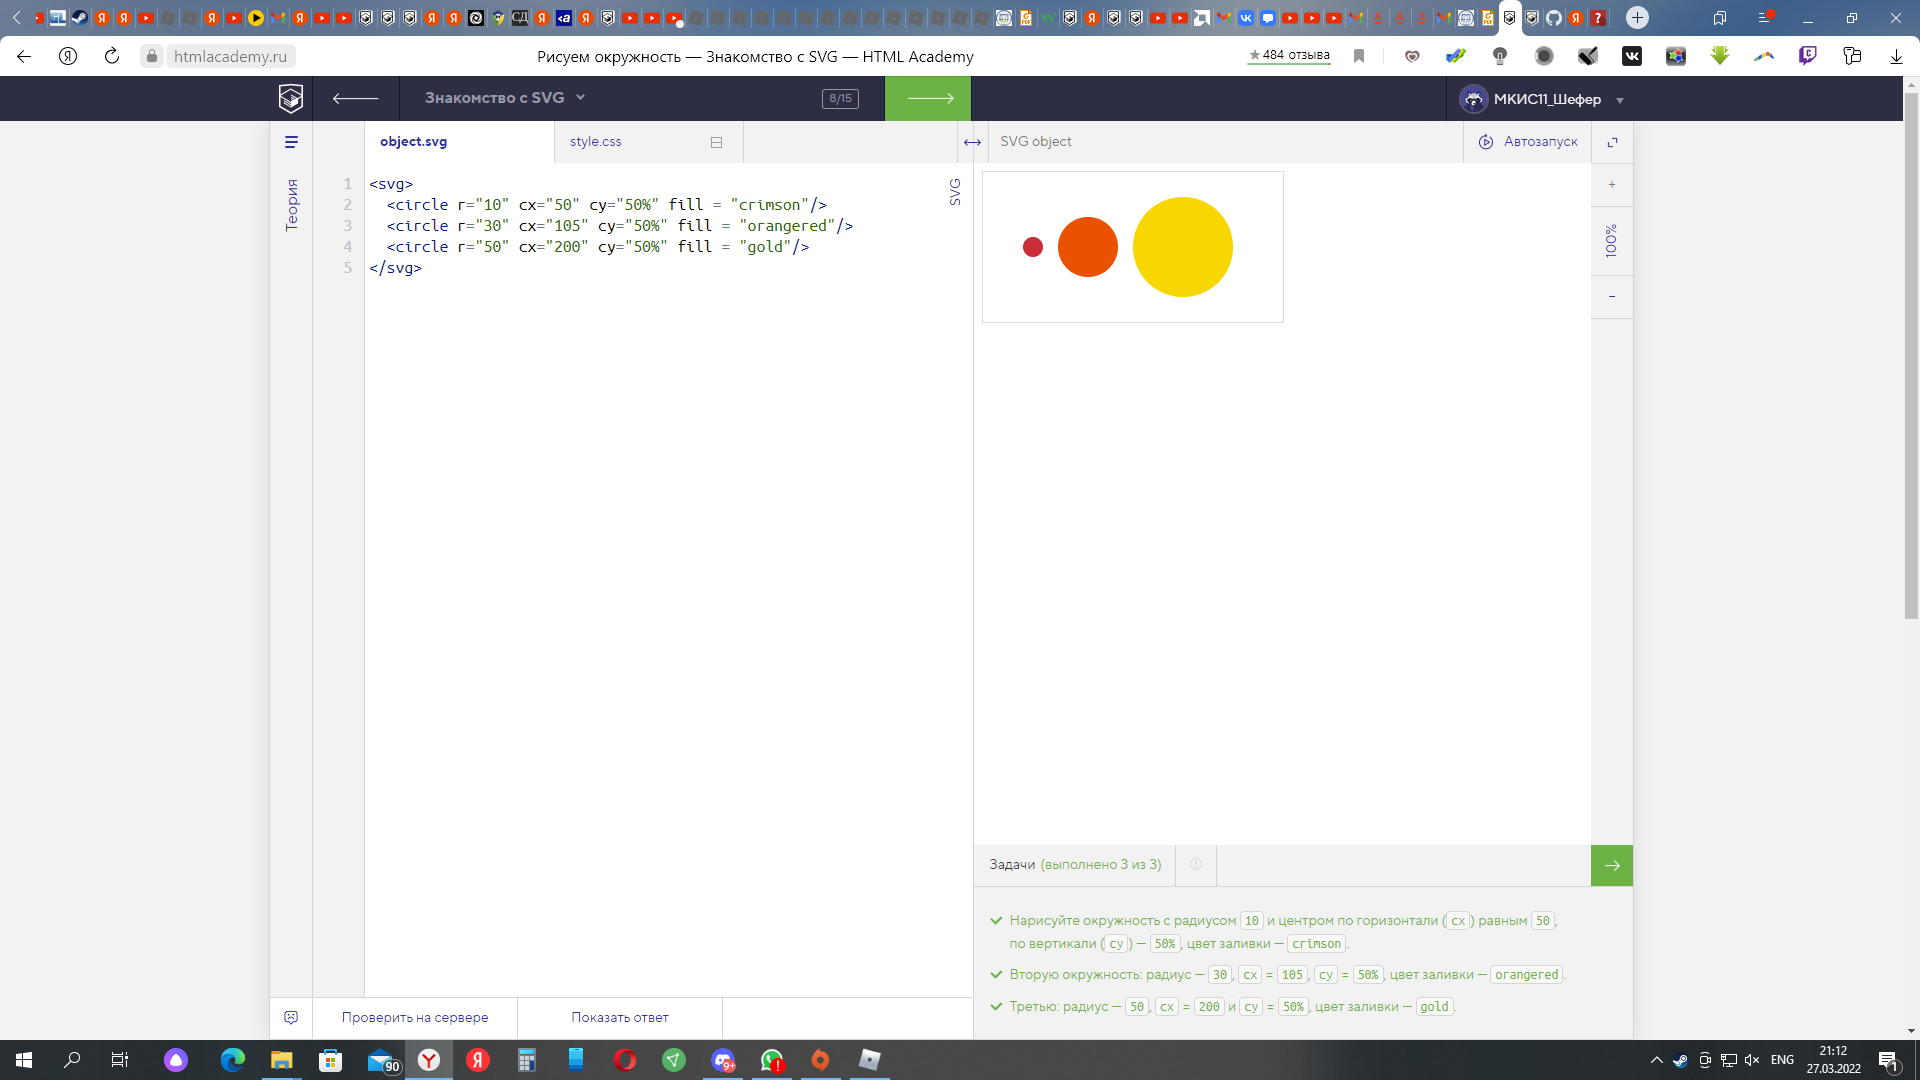 htmlacademy.ru
Рисуем окружность — Знакомство с SVG — HTML Academy
★ 484 отзыва
Знакомство с SVG
8/15
МКИС11_Шефер
object.svg
style.css
SVG object
Автозапуск
Теория
1 <svg>
2 <circle r="10" cx="50" cy="50%" fill = "crimson"/>
3 <circle r="30" cx="105" cy="50%" fill = "orangered"/>
4 <circle r="50" cx="200" cy="50%" fill = "gold"/>
5 </svg>
SVG
+
100%
-
Задачи (выполнено 3 из 3)
Нарисуйте окружность с радиусом 10 и центром по горизонтали (cx) равным 50,
по вертикали (cy) — 50%, цвет заливки — crimson.
Вторую окружность: радиус — 30, cx = 105, cy = 50%, цвет заливки — orangered.
Третью: радиус — 50, cx = 200 и cy = 50%, цвет заливки — gold.
Проверить на сервере
Показать ответ
90
9+
ENG
21:12
27.03.2022
1